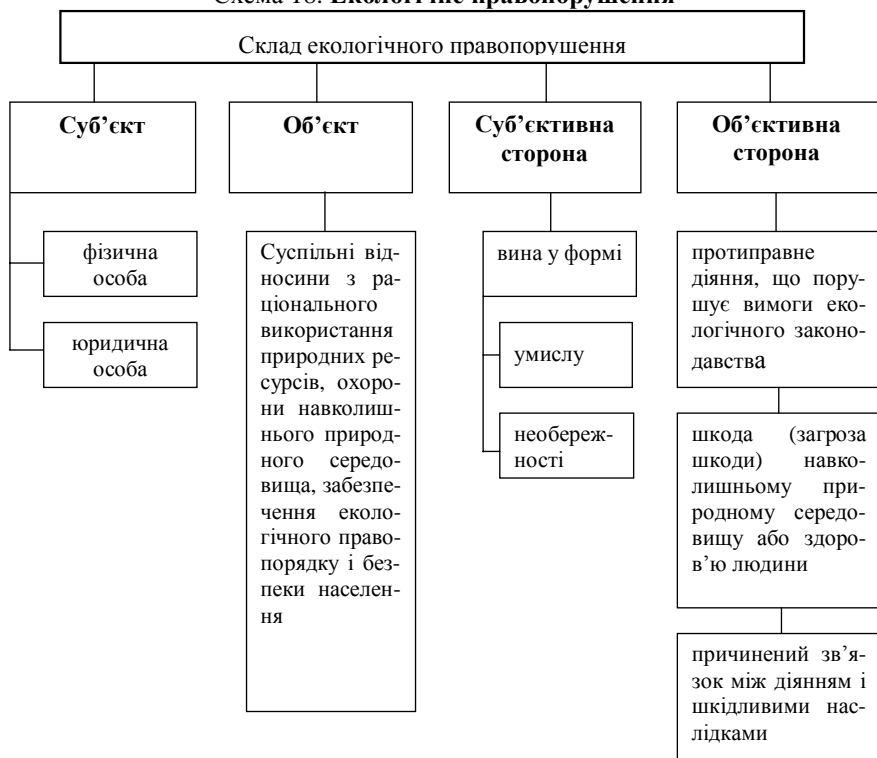 Схема 18. Екологічне правопорушення
Склад екологічного правопорушення
Суб’єкт
фізична
особа
юридична
особа
Об’єкт
Суспільні від-
носини з ра-
ціонального
використання
природних ре-
сурсів, охоро-
ни навколиш-
нього природ-
ного середо-
вища, забезпе-
чення еколо-
гічного право-
порядку і без-
пеки населен-
ня
Суб’єктивна
сторона
вина у формі
умислу
необереж-
ності
Об’єктивна
сторона
протиправне
діяння, що пору-
шує вимоги еко-
логічного законо-
давства
шкода (загроза
шкоди) навко-
лишньому при-
родному середо-
вищу або здоро-
в’ю людини
причинений зв’я-
зок між діянням і
шкідливими нас-
лідками